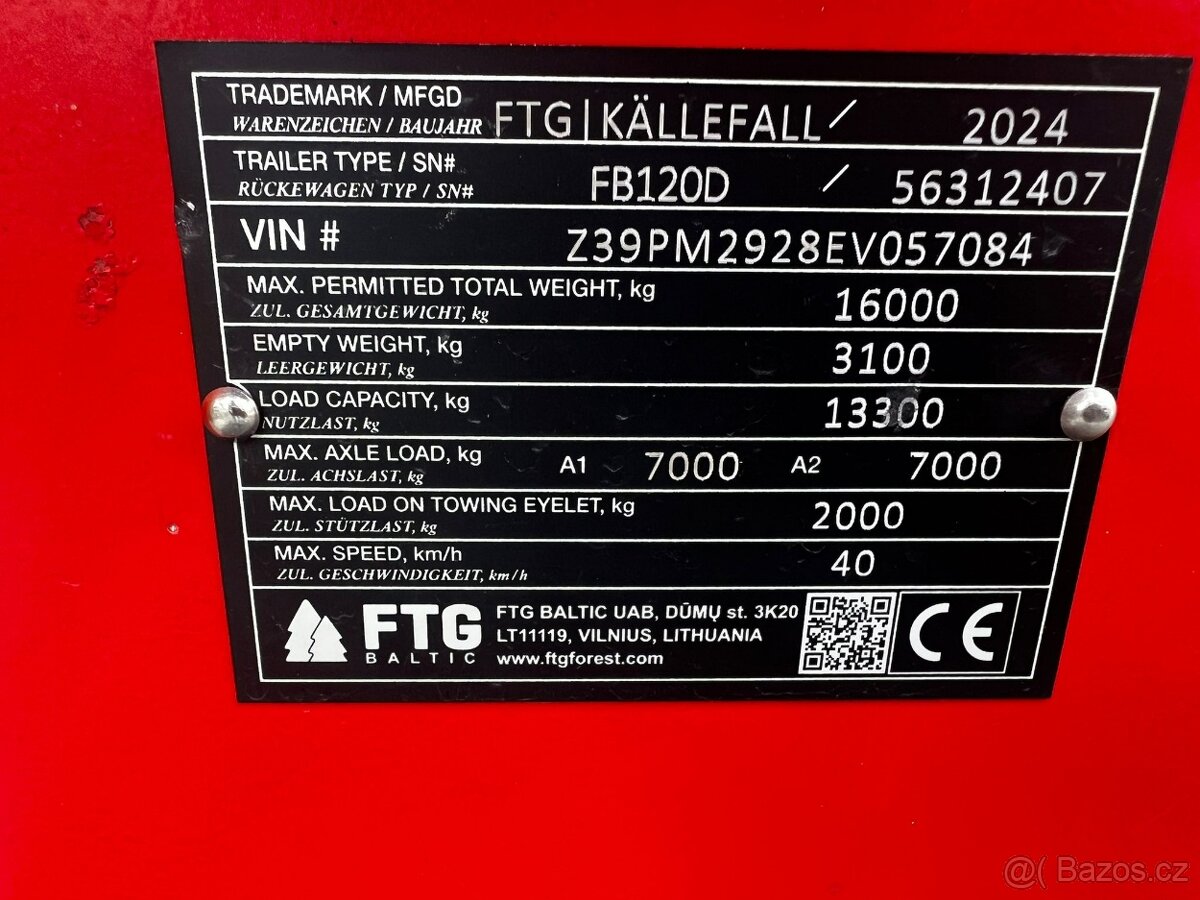 TRADEMARK / MFGD
WARENZEICHEN / BAUJAHR FTG|KÄLLEFALL / 2024
TRAILER TYPE / SN#
RÜCKEWAGEN TYP / SN# FB120D / 56312407
VIN # Z39PM2928EV057084
MAX. PERMITTED TOTAL WEIGHT, kg
ZUL. GESAMTGEWICHT, kg 16000
EMPTY WEIGHT, kg
LEERGEWICHT, kg 3100
LOAD CAPACITY, kg
NUTZLAST, kg 13300
MAX. AXLE LOAD, kg
ZUL. ACHSLAST, kg A1 7000 A2 7000
MAX. LOAD ON TOWING EYELET, kg
ZUL. STÜTZLAST, kg 2000
MAX. SPEED, km/h
ZUL. GESCHWINDIGKEIT, km/h 40
FTG
BALTIC
FTG BALTIC UAB, DŪMŲ st. 3K20
LT11119, VILNIUS, LITHUANIA
www.ftgforest.com
CE
@( Bazos.cz